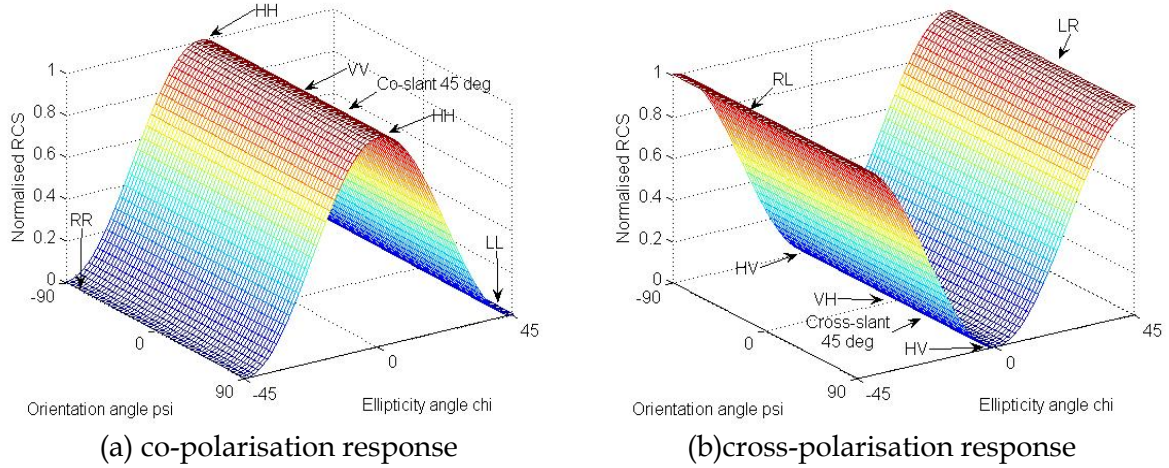 HH
VV
Co-slant 45 deg
HH
RR
LL
Normalised RCS
1
0.8
0.6
0.4
0.2
0
-90
0
90
-45
0
45
Orientation angle psi
Ellipticity angle chi
(a) co-polarisation response
LR
RL
HV
VH
Cross-slant
45 deg
HV
Normalised RCS
1
0.8
0.6
0.4
0.2
0
-90
0
90
-45
0
45
Orientation angle psi
Ellipticity angle chi
(b)cross-polarisation response